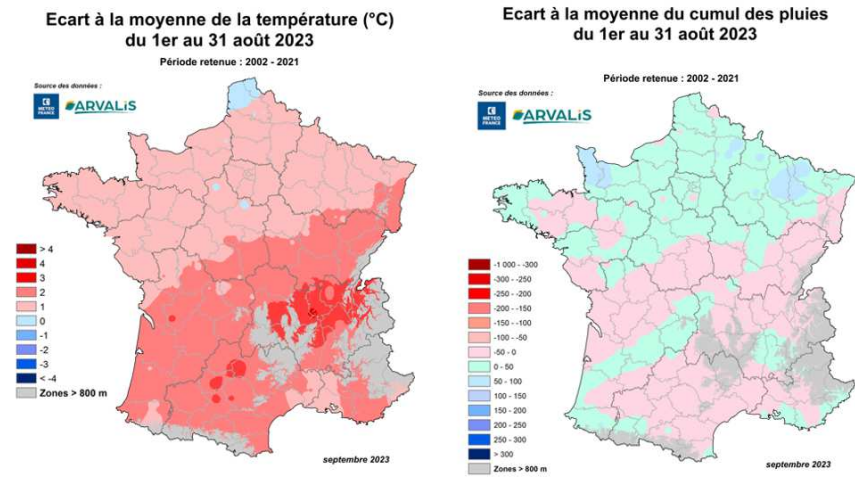 Ecart à la moyenne de la température (°C)
du 1er au 31 août 2023
Période retenue : 2002 - 2021
Source des données :
METEO
FRANCE
ARVALIS
> 4
4
3
2
1
0
-1
-2
-3
< -4
Zones > 800 m
septembre 2023
Ecart à la moyenne du cumul des pluies
du 1er au 31 août 2023
Période retenue : 2002 - 2021
Source des données :
METEO
FRANCE
ARVALIS
-1 000 - -300
-300 - -250
-250 - -200
-200 - -150
-150 - -100
-100 - -50
-50 - 0
0 - 50
50 - 100
100 - 150
150 - 200
200 - 250
250 - 300
> 300
Zones > 800 m
septembre 2023